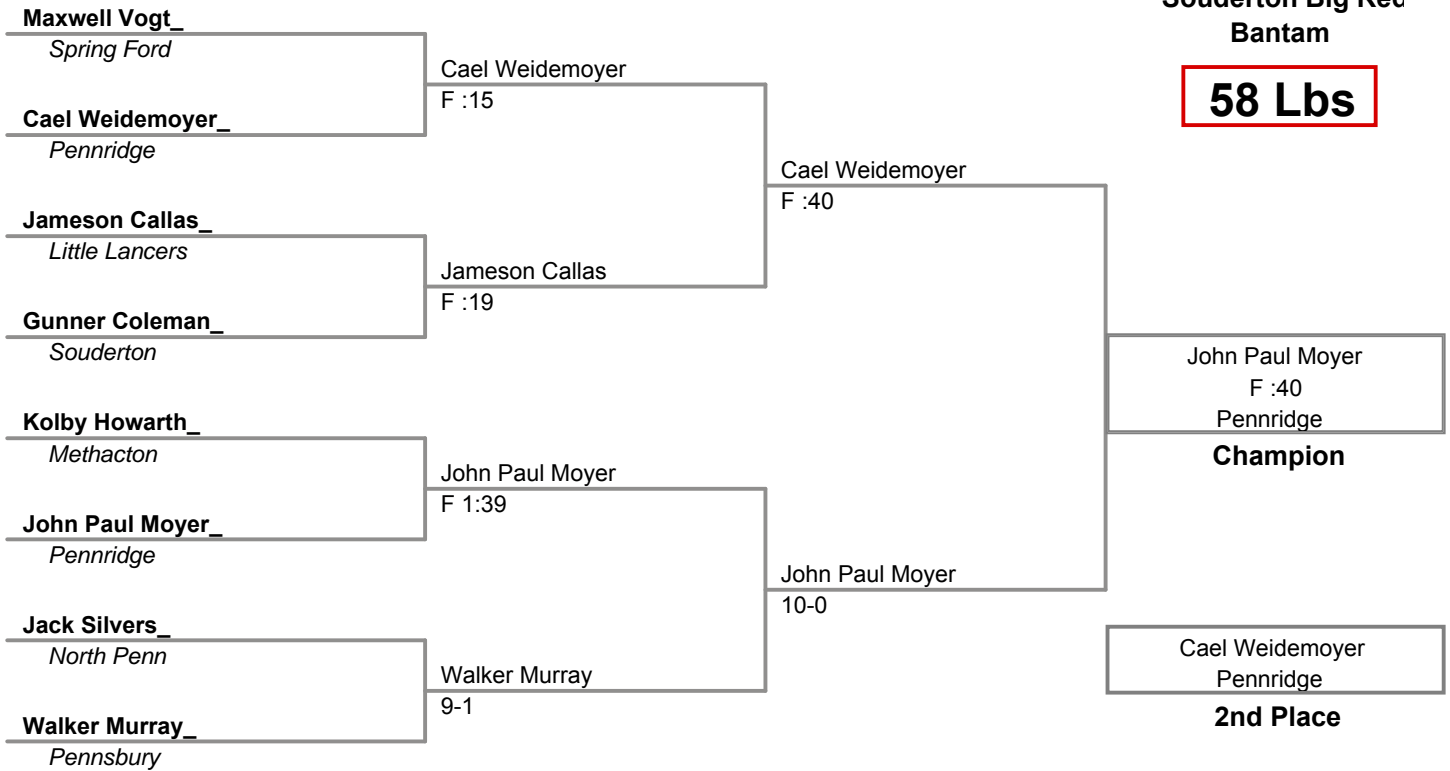 Souderton Big Red
Bantam
58 Lbs
Maxwell Vogt_
Spring Ford
Cael Weidemoyer
F :15
Cael Weidemoyer_
Pennridge
Cael Weidemoyer
F :40
Jameson Callas_
Little Lancers
Jameson Callas
F :19
Gunner Coleman_
Souderton
John Paul Moyer
F :40
Pennridge
Champion
Kolby Howarth_
Methacton
John Paul Moyer
F 1:39
John Paul Moyer_
Pennridge
John Paul Moyer
10-0
Jack Silvers_
North Penn
Walker Murray
9-1
Walker Murray_
Pennsbury
Cael Weidemoyer
Pennridge
2nd Place